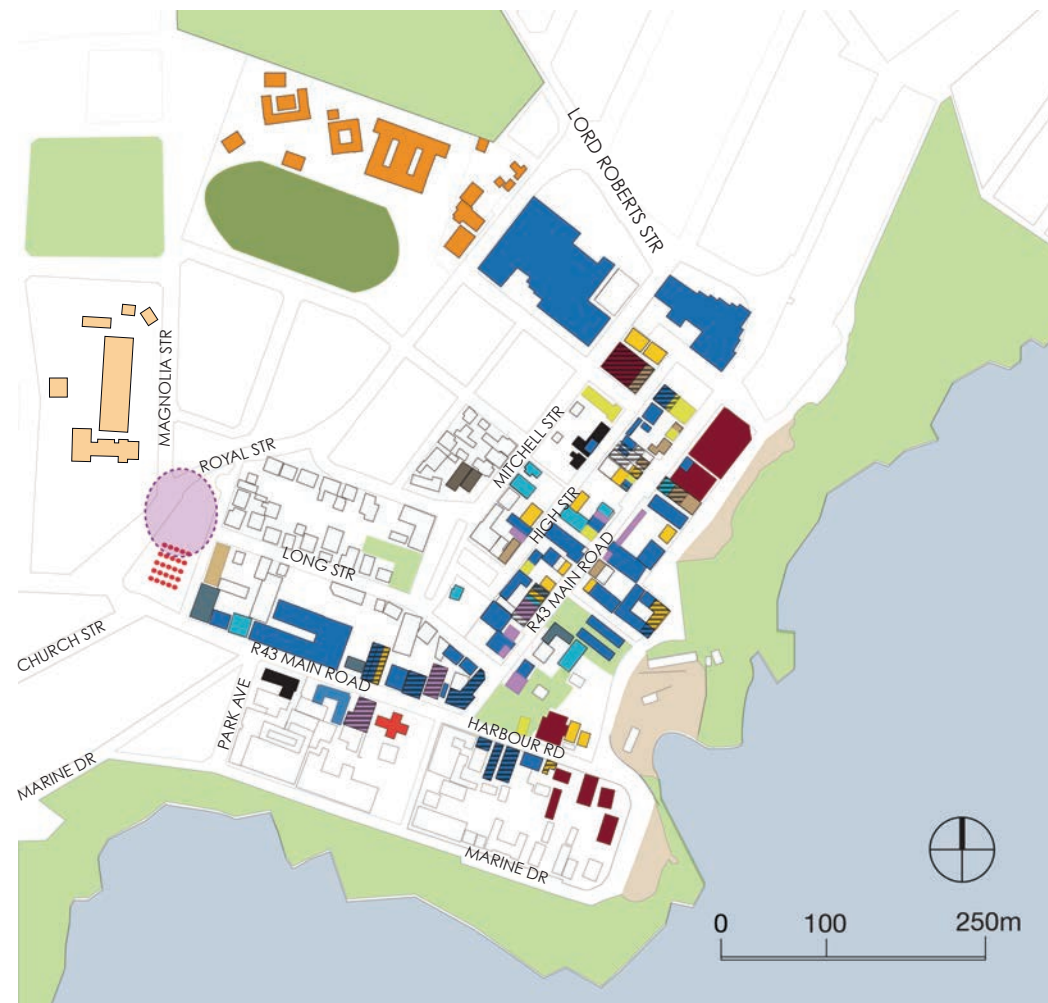 LORD ROBERTS STR
MAGNOLIA STR
ROYAL STR
MITCHELL STR
HIGH STR
LONG STR
R43 MAIN ROAD
CHURCH STR
R43 MAIN ROAD
PARK AVE
HARBOUR RD
MARINE DR
MARINE DR
0 100 250m